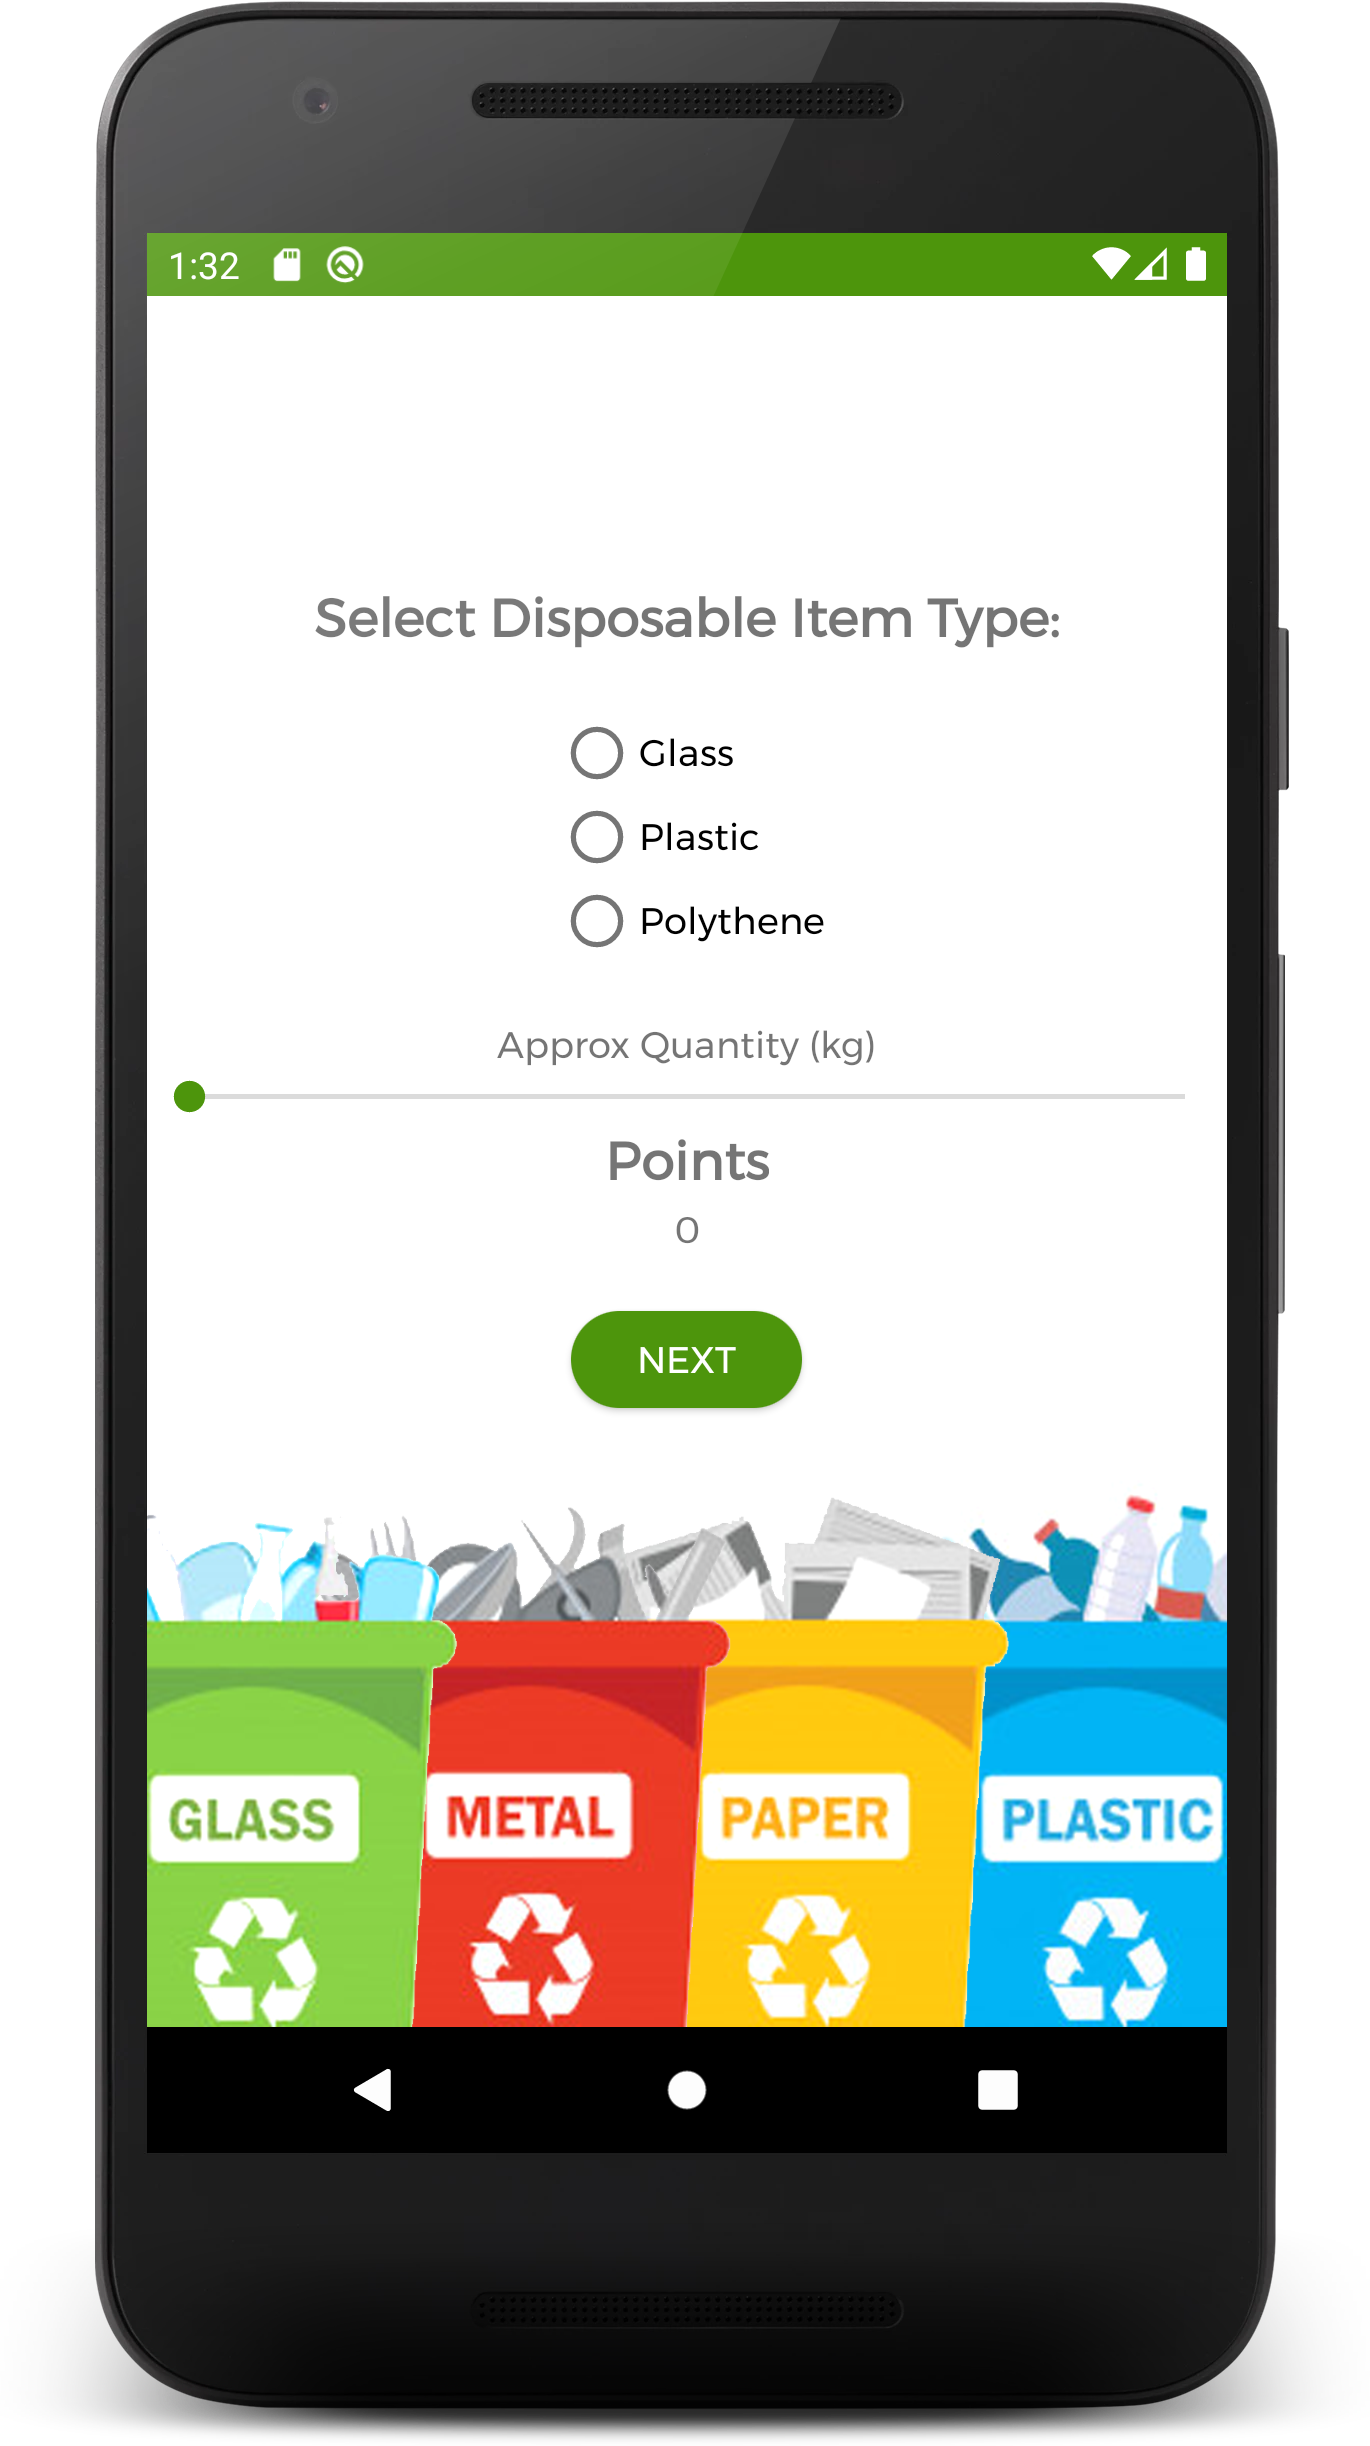 1:32
Select Disposable Item Type:
Glass
Plastic
Polythene
Approx Quantity (kg)
Points
0
NEXT
GLASS METAL PAPER PLASTIC